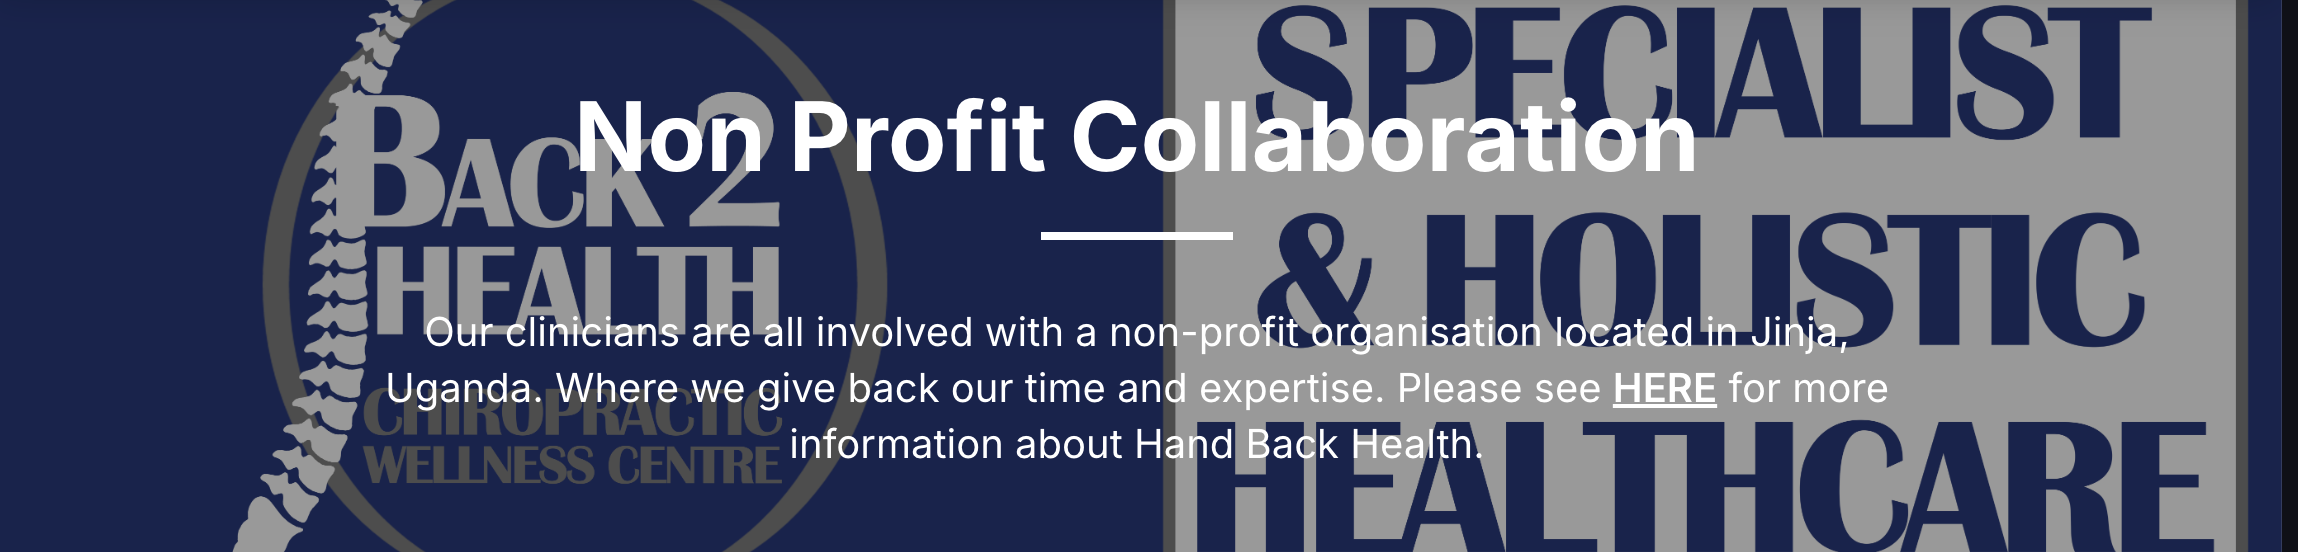 SPECIALIST
Non Profit Collaboration
BACK 2
HEALTH
& HOLISTIC
Our clinicians are all involved with a non-profit organisation located in Jinja,
Uganda. Where we give back our time and expertise. Please see HERE for more
information about Hand Back Health.
CHIROPRACTIC
WELLNESS CENTRE
HEALTHCARE